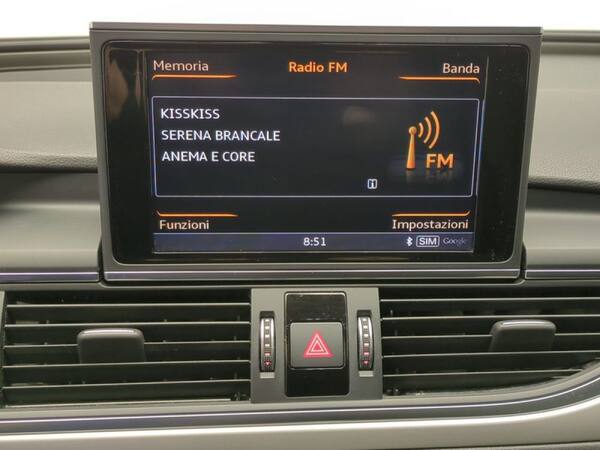 Memoria Radio FM Banda
KISSKISS
SERENA BRANCALE
ANEMA E CORE
FM
i
Funzioni Impostazioni
8:51 SIM Google